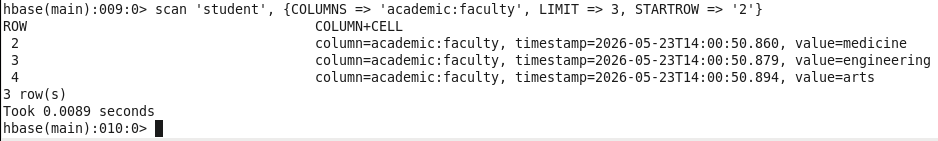 hbase(main):009:0> scan 'student', {COLUMNS => 'academic:faculty', LIMIT => 3, STARTROW => '2'}
ROW                                   COLUMN+CELL
 2                                    column=academic:faculty, timestamp=2026-05-23T14:00:50.860, value=medicine
 3                                    column=academic:faculty, timestamp=2026-05-23T14:00:50.879, value=engineering
 4                                    column=academic:faculty, timestamp=2026-05-23T14:00:50.894, value=arts
3 row(s)
Took 0.0089 seconds
hbase(main):010:0>